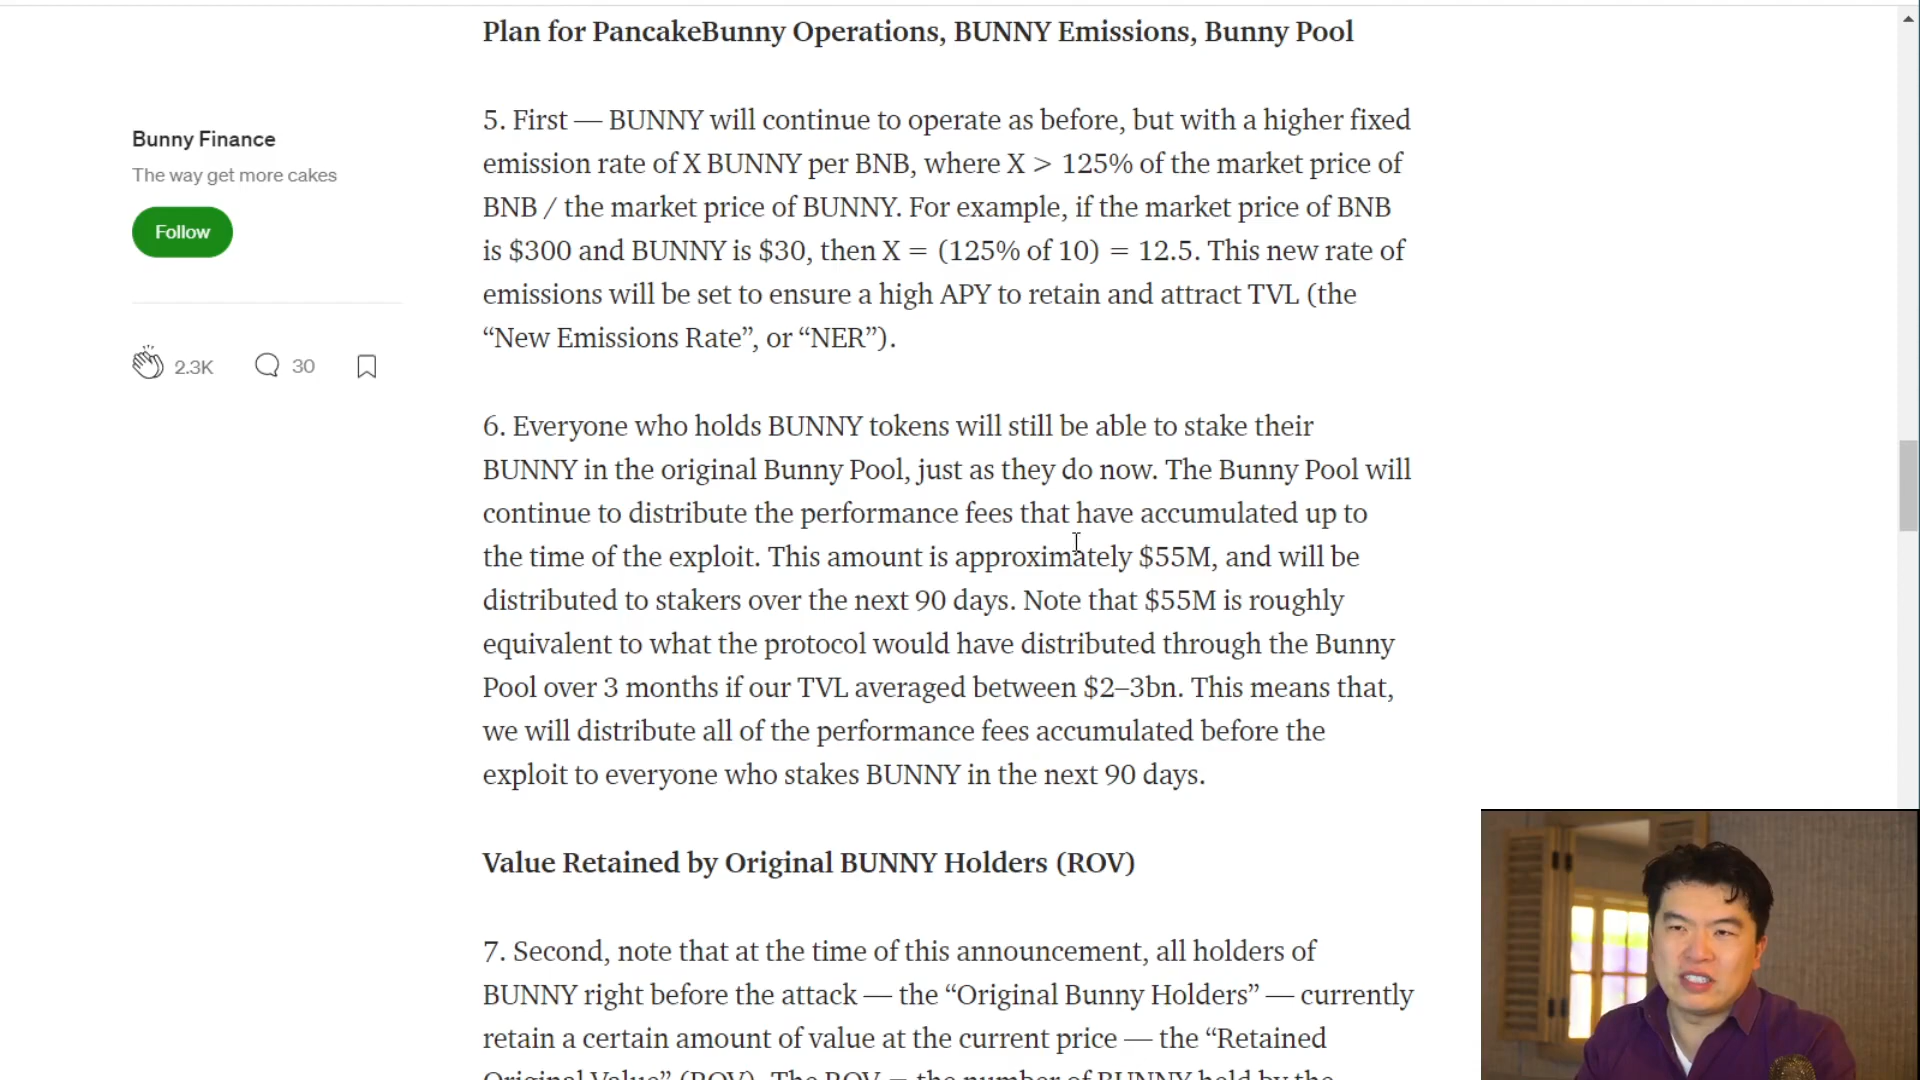 Plan for PancakeBunny Operations, BUNNY Emissions, Bunny Pool
Bunny Finance
The way get more cakes
Follow
2.3K
30
5. First — BUNNY will continue to operate as before, but with a higher fixed
emission rate of X BUNNY per BNB, where X > 125% of the market price of
BNB / the market price of BUNNY. For example, if the market price of BNB
is $300 and BUNNY is $30, then X = (125% of 10) = 12.5. This new rate of
emissions will be set to ensure a high APY to retain and attract TVL (the
“New Emissions Rate”, or “NER”).
6. Everyone who holds BUNNY tokens will still be able to stake their
BUNNY in the original Bunny Pool, just as they do now. The Bunny Pool will
continue to distribute the performance fees that have accumulated up to
the time of the exploit. This amount is approximately $55M, and will be
distributed to stakers over the next 90 days. Note that $55M is roughly
equivalent to what the protocol would have distributed through the Bunny
Pool over 3 months if our TVL averaged between $2–3bn. This means that,
we will distribute all of the performance fees accumulated before the
exploit to everyone who stakes BUNNY in the next 90 days.
Value Retained by Original BUNNY Holders (ROV)
7. Second, note that at the time of this announcement, all holders of
BUNNY right before the attack — the “Original Bunny Holders” — currently
retain a certain amount of value at the current price — the “Retained
Original Value” (ROV). The ROV = the number of BUNNY held by the